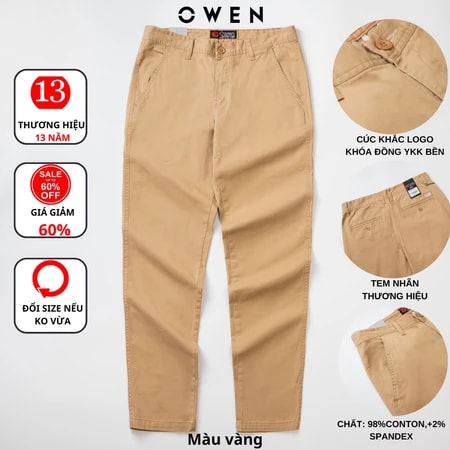 OWEN
13
THƯƠNG HIỆU
13 NĂM
SALE
60%
OFF
GIÁ GIẢM
60%
ĐỔI SIZE NẾU
KO VỪA
CÚC KHẮC LOGO
KHÓA ĐỒNG YKK BỀN
TEM NHÃN
THƯƠNG HIỆU
CHẤT: 98%CONTON,+2%
SPANDEX
Màu vàng